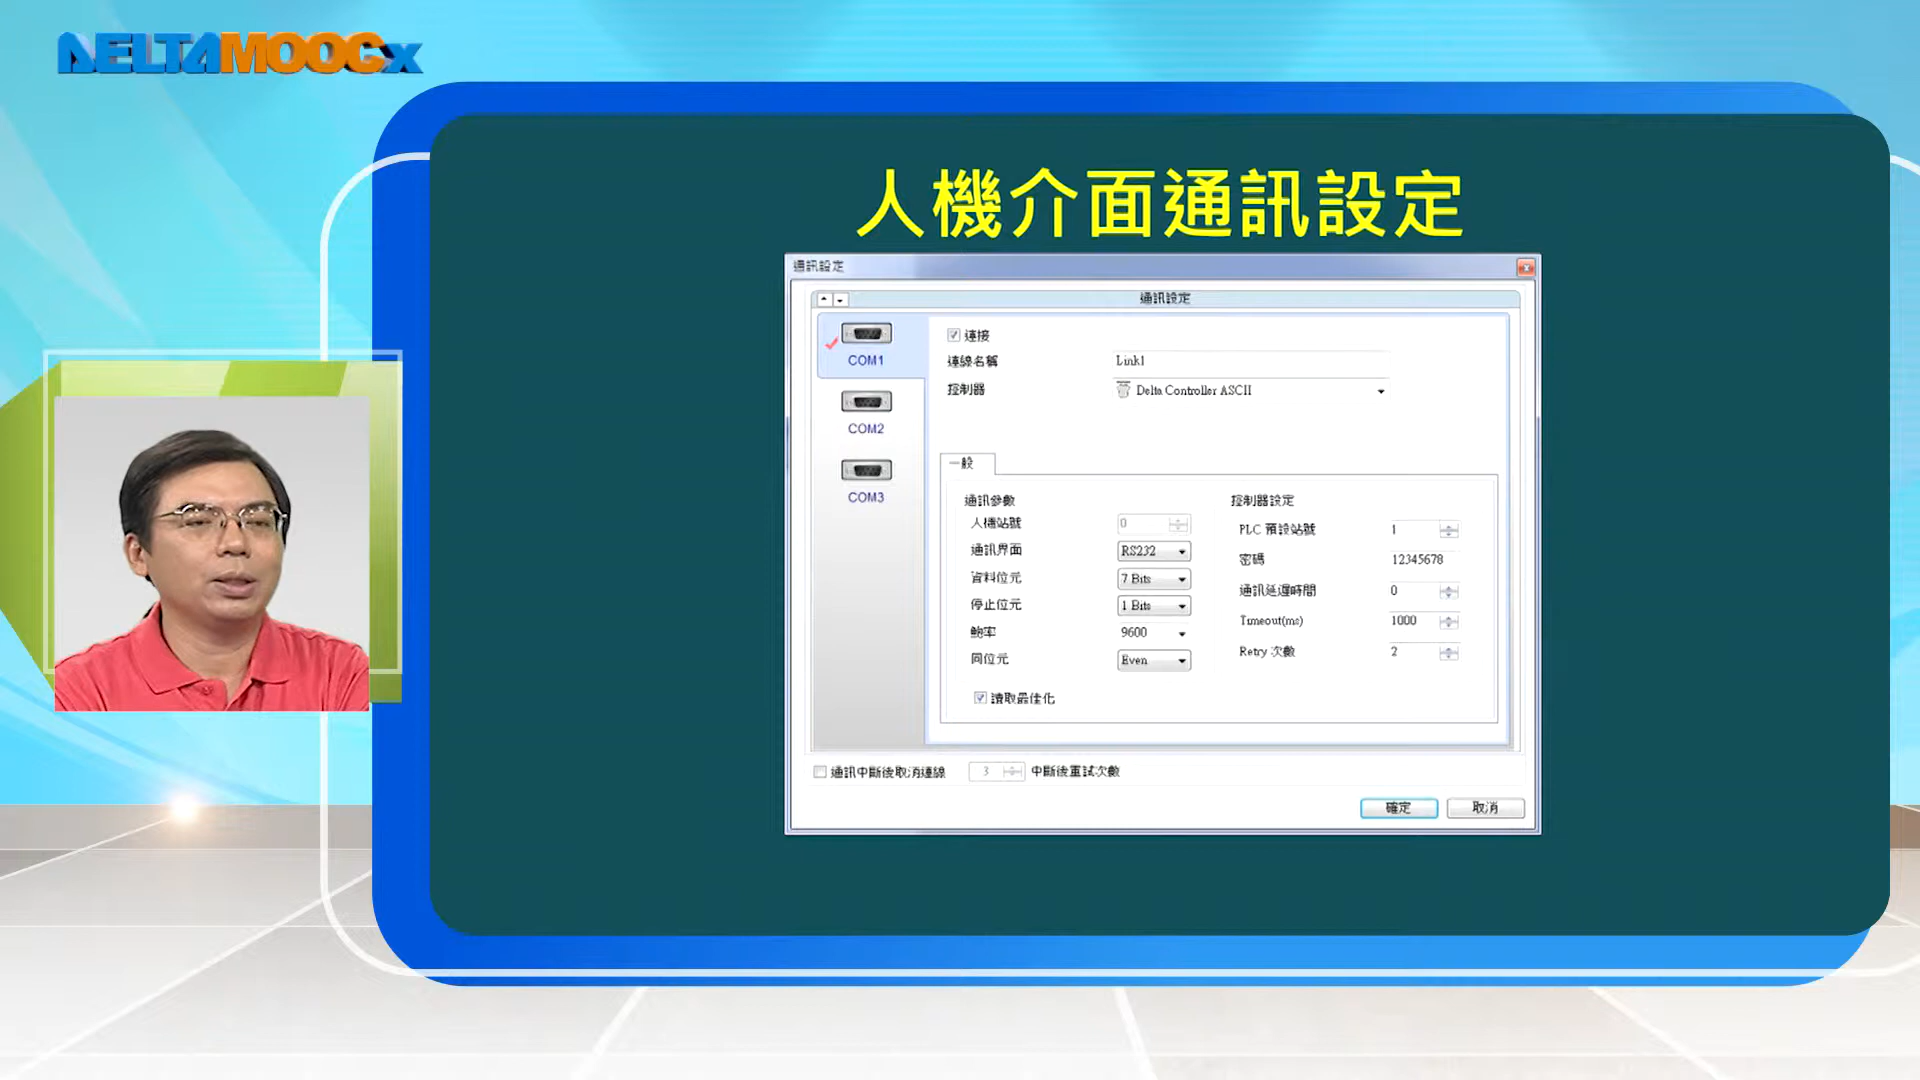 DELTAMOOCx
人機介面通訊設定
通訊設定
通訊設定
COM1
COM2
COM3
連接
連線名稱 Link1
控制器 Delta Controller ASCII
一般
通訊參數
人機站號 0
通訊界面 RS232
資料位元 7 Bits
停止位元 1 Bits
鮑率 9600
同位元 Even
讀取最佳化
控制器設定
PLC 預設站號 1
密碼 12345678
通訊延遲時間 0
Timeout(ms) 1000
Retry 次數 2
通訊中斷後取消連線 3 中斷後重試次數
確定 取消